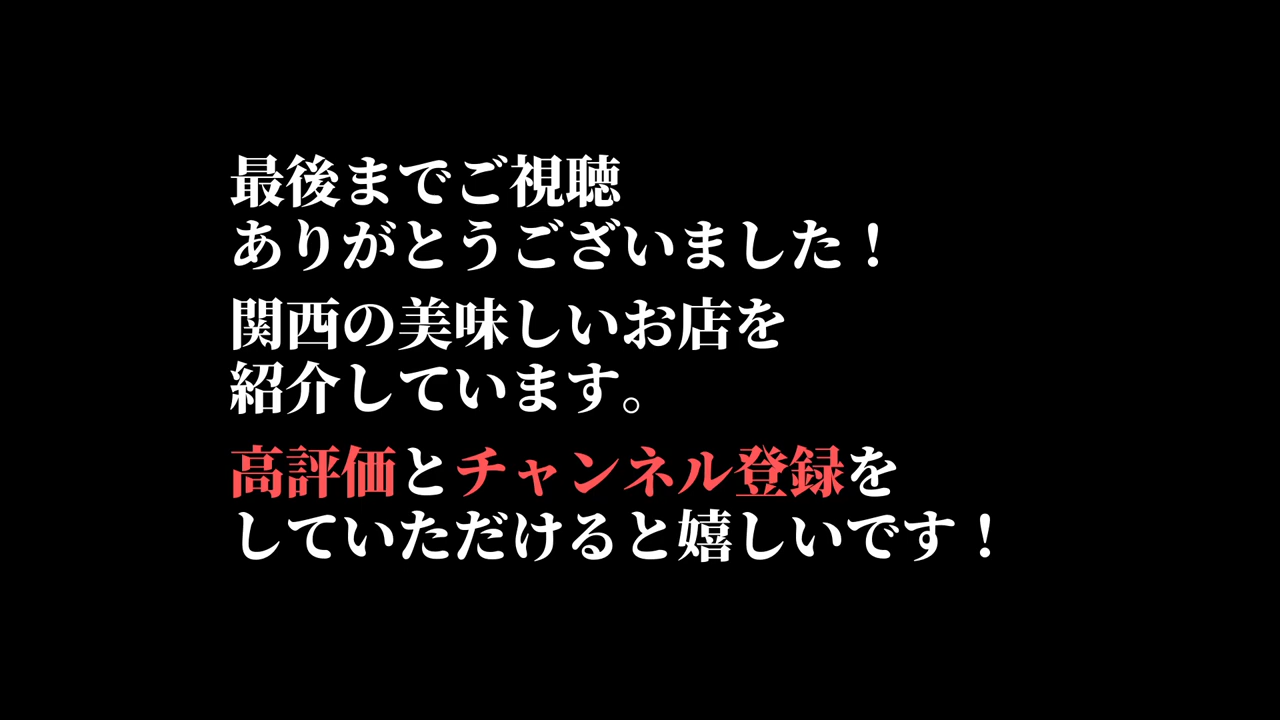 最後までご視聴
ありがとうございました！
関西の美味しいお店を
紹介しています。
高評価とチャンネル登録を
していただけると嬉しいです！